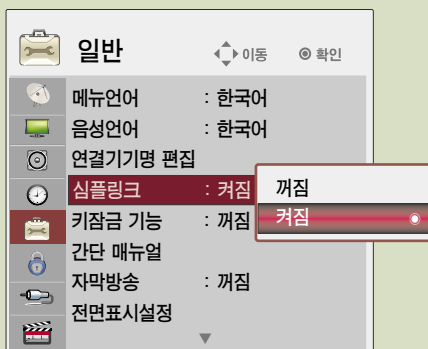 일반 이동 확인
메뉴언어 : 한국어
음성언어 : 한국어
연결기기명 편집
심플링크 : 켜짐
꺼짐
켜짐
키잠금 기능 : 꺼짐
간단 매뉴얼
자막방송 : 꺼짐
전면표시설정